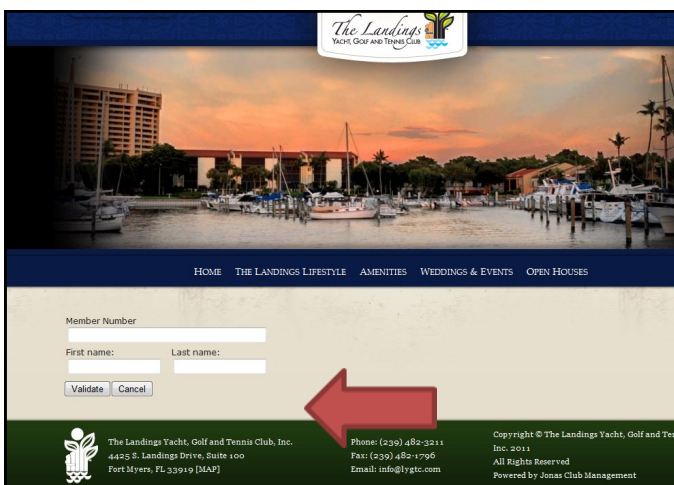 The Landings
YACHT, GOLF AND TENNIS CLUB
HOME THE LANDINGS LIFESTYLE AMENITIES WEDDINGS & EVENTS OPEN HOUSES
Member Number
First name: Last name:
Validate Cancel
The Landings Yacht, Golf and Tennis Club, Inc.
4425 S. Landings Drive, Suite 100
Fort Myers, FL 33919 [MAP]
Phone: (239) 482-3211
Fax: (239) 482-1796
Email: info@lygtc.com
Copyright © The Landings Yacht, Golf and Te
Inc. 2011
All Rights Reserved
Powered by Jonas Club Management